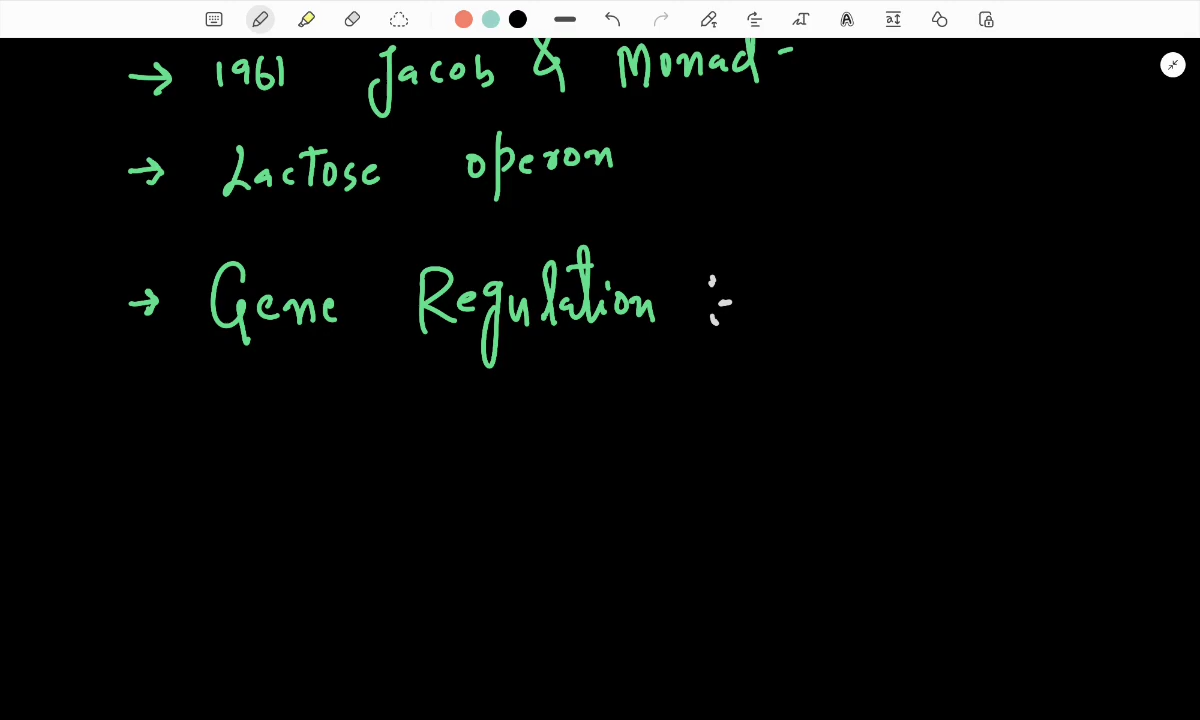 → 1961 Jacob & Monad -
→ Lactose operon
→ Gene Regulation :-